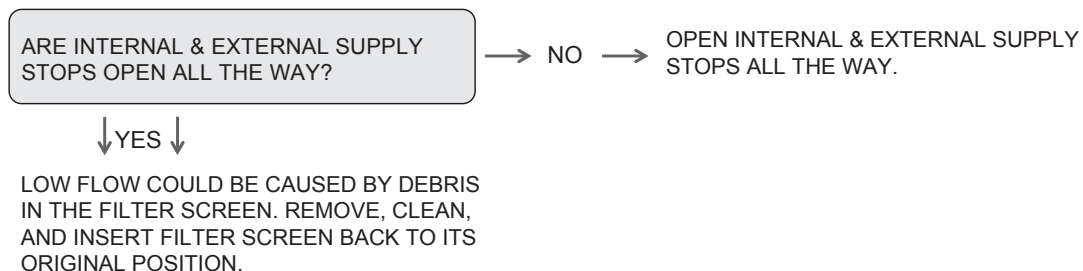 ARE INTERNAL & EXTERNAL SUPPLY
STOPS OPEN ALL THE WAY?
NO
OPEN INTERNAL & EXTERNAL SUPPLY
STOPS ALL THE WAY.
YES
LOW FLOW COULD BE CAUSED BY DEBRIS
IN THE FILTER SCREEN. REMOVE, CLEAN,
AND INSERT FILTER SCREEN BACK TO ITS
ORIGINAL POSITION.